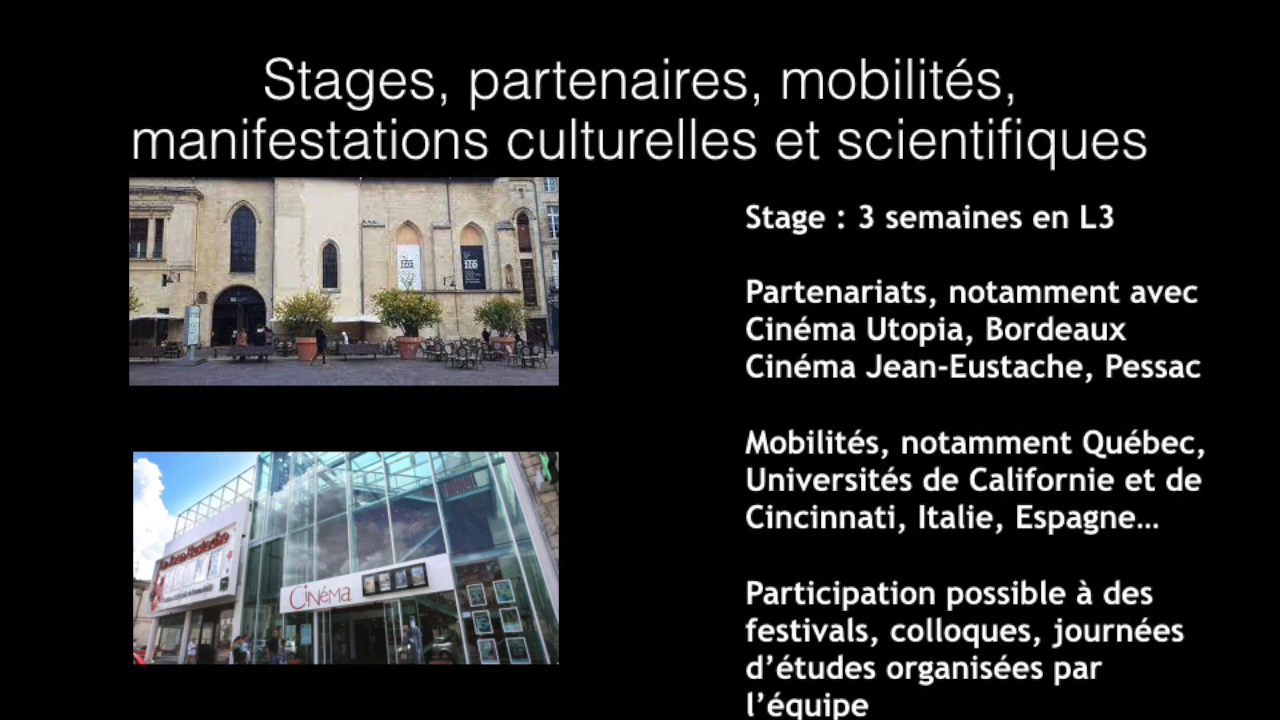 Stages, partenaires, mobilités,
manifestations culturelles et scientifiques
Stage : 3 semaines en L3
Partenariats, notamment avec
Cinéma Utopia, Bordeaux
Cinéma Jean-Eustache, Pessac
Mobilités, notamment Québec,
Universités de Californie et de
Cincinnati, Italie, Espagne…
Participation possible à des
festivals, colloques, journées
d’études organisées par
l’équipe
Cinéma